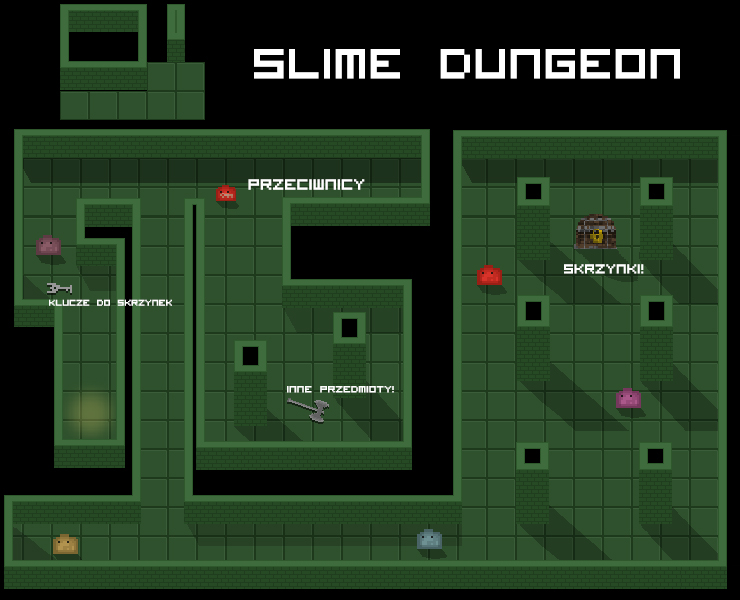 SLIME DUNGEON
PRZECIWNICY
SKRZYNKI!
KLUCZE DO SKRZYNEK
INNE PRZEDMIOTY!